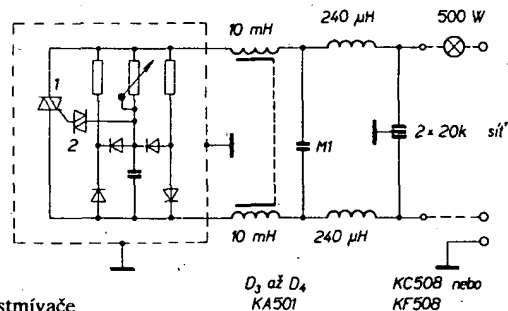 10 mH
240 µH
500 W
1
2
M1
2 × 20k
síť
10 mH
240 µH
D3 až D4
KA501
KC508 nebo
KF508
stmívače